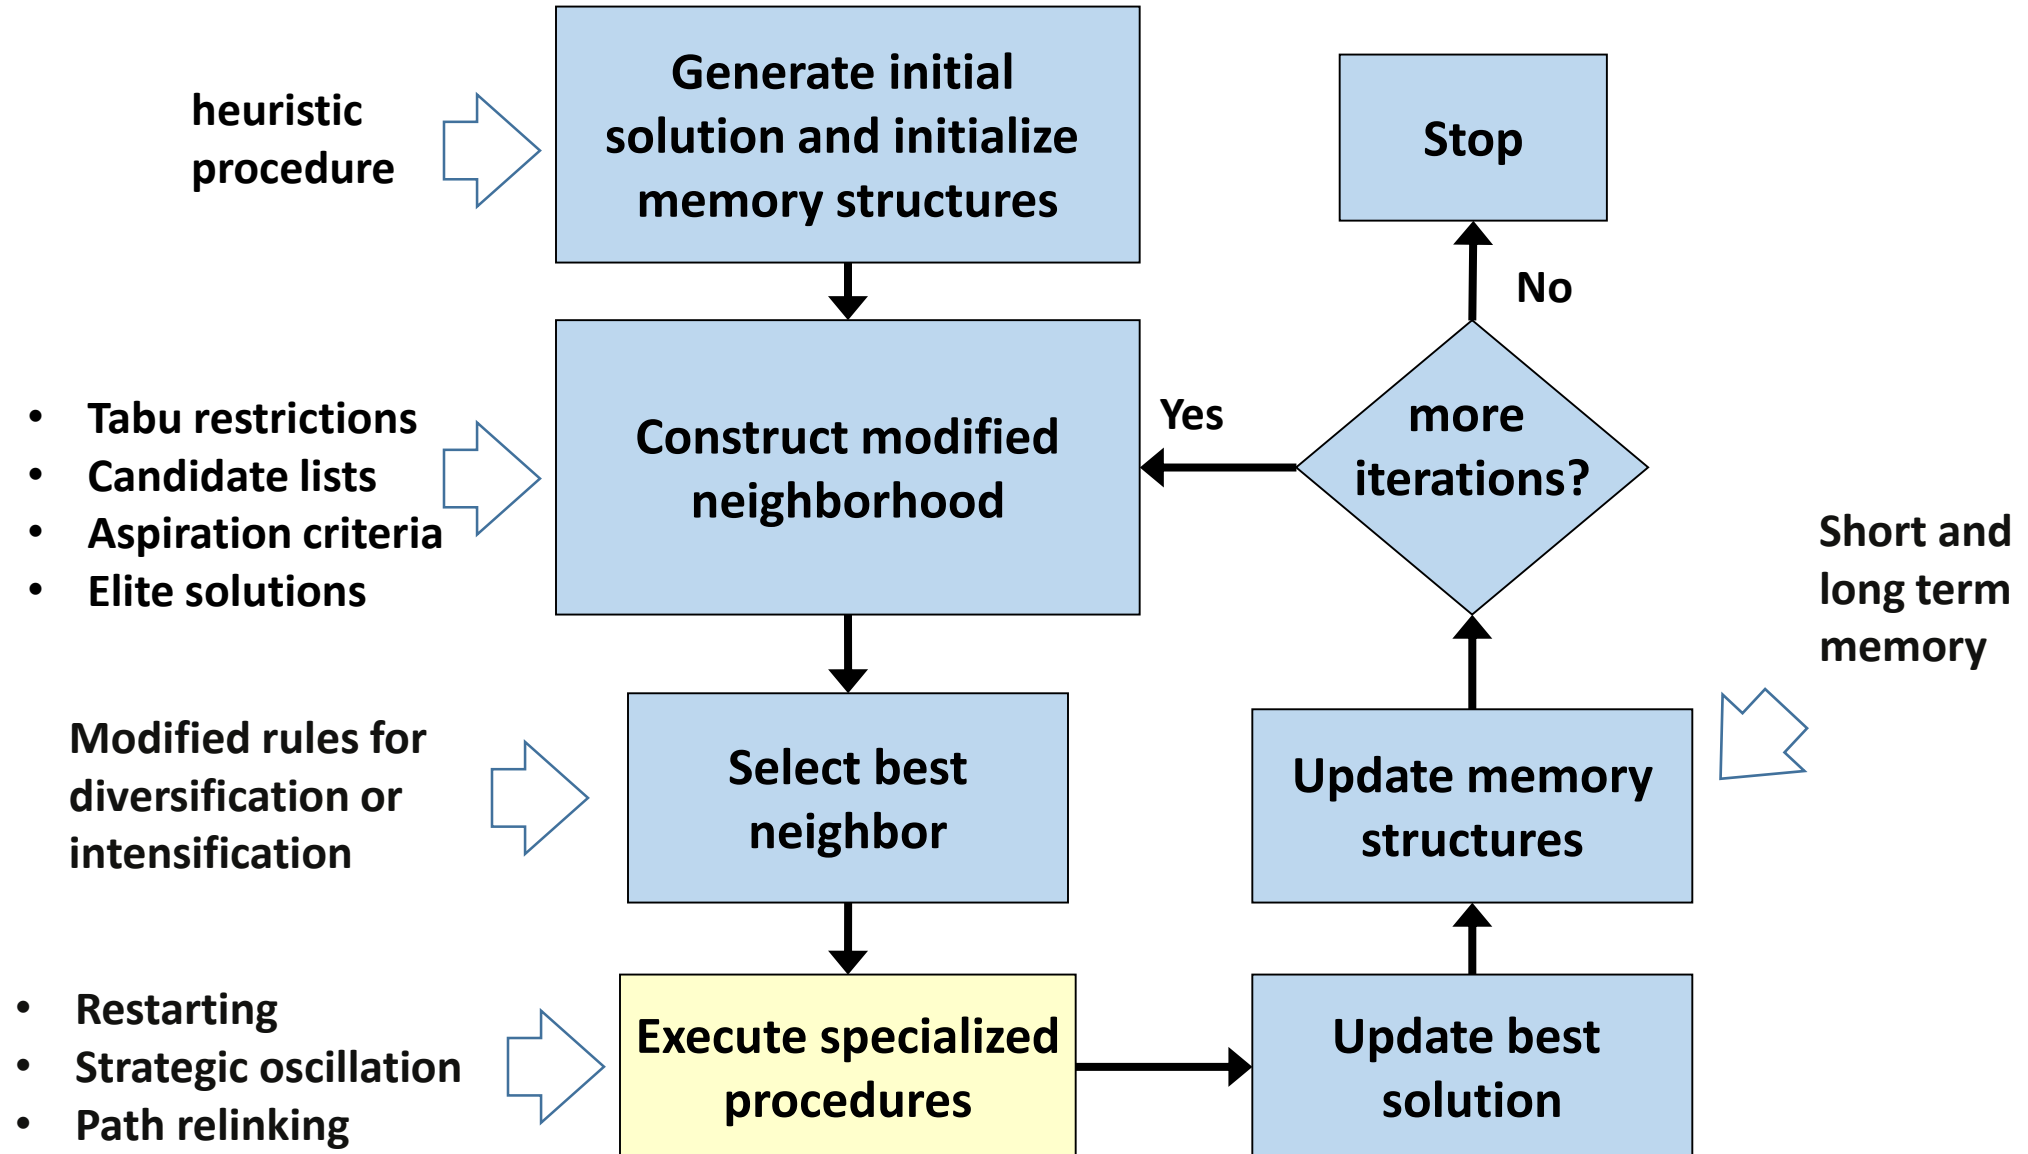 heuristic
procedure
Generate initial
solution and initialize
memory structures
Stop
No
• Tabu restrictions
• Candidate lists
• Aspiration criteria
• Elite solutions
Construct modified
neighborhood
Yes
more
iterations?
Short and
long term
memory
Modified rules for
diversification or
intensification
Select best
neighbor
Update memory
structures
• Restarting
• Strategic oscillation
• Path relinking
Execute specialized
procedures
Update best
solution